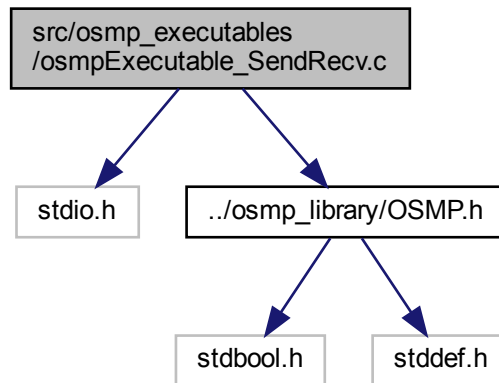 src/osmp_executables
/osmpExecutable_SendRecv.c
stdio.h
../osmp_library/OSMP.h
stdbool.h
stddef.h